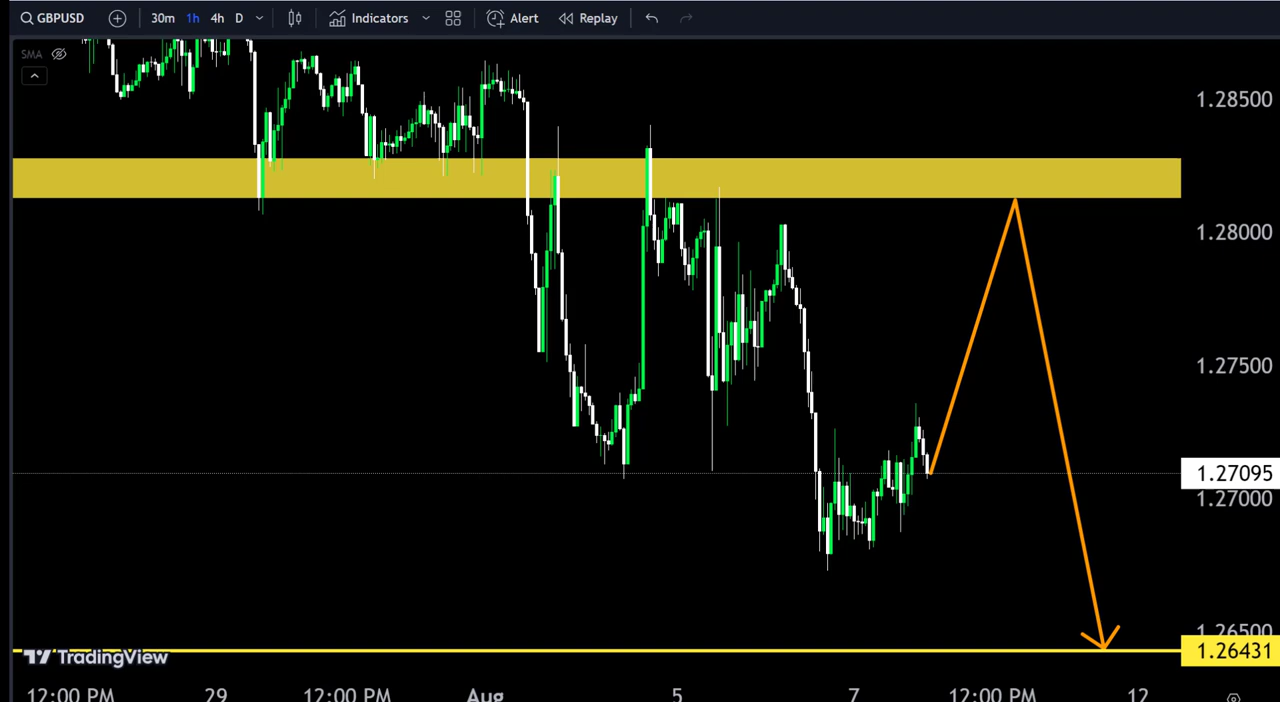 GBPUSD 30m 1h 4h D Indicators Alert Replay
SMA
1.28500
1.28000
1.27500
1.27095
1.27000
1.26500
1.26431
TradingView
12:00 PM 29 12:00 PM Aug 5 7 12:00 PM 12